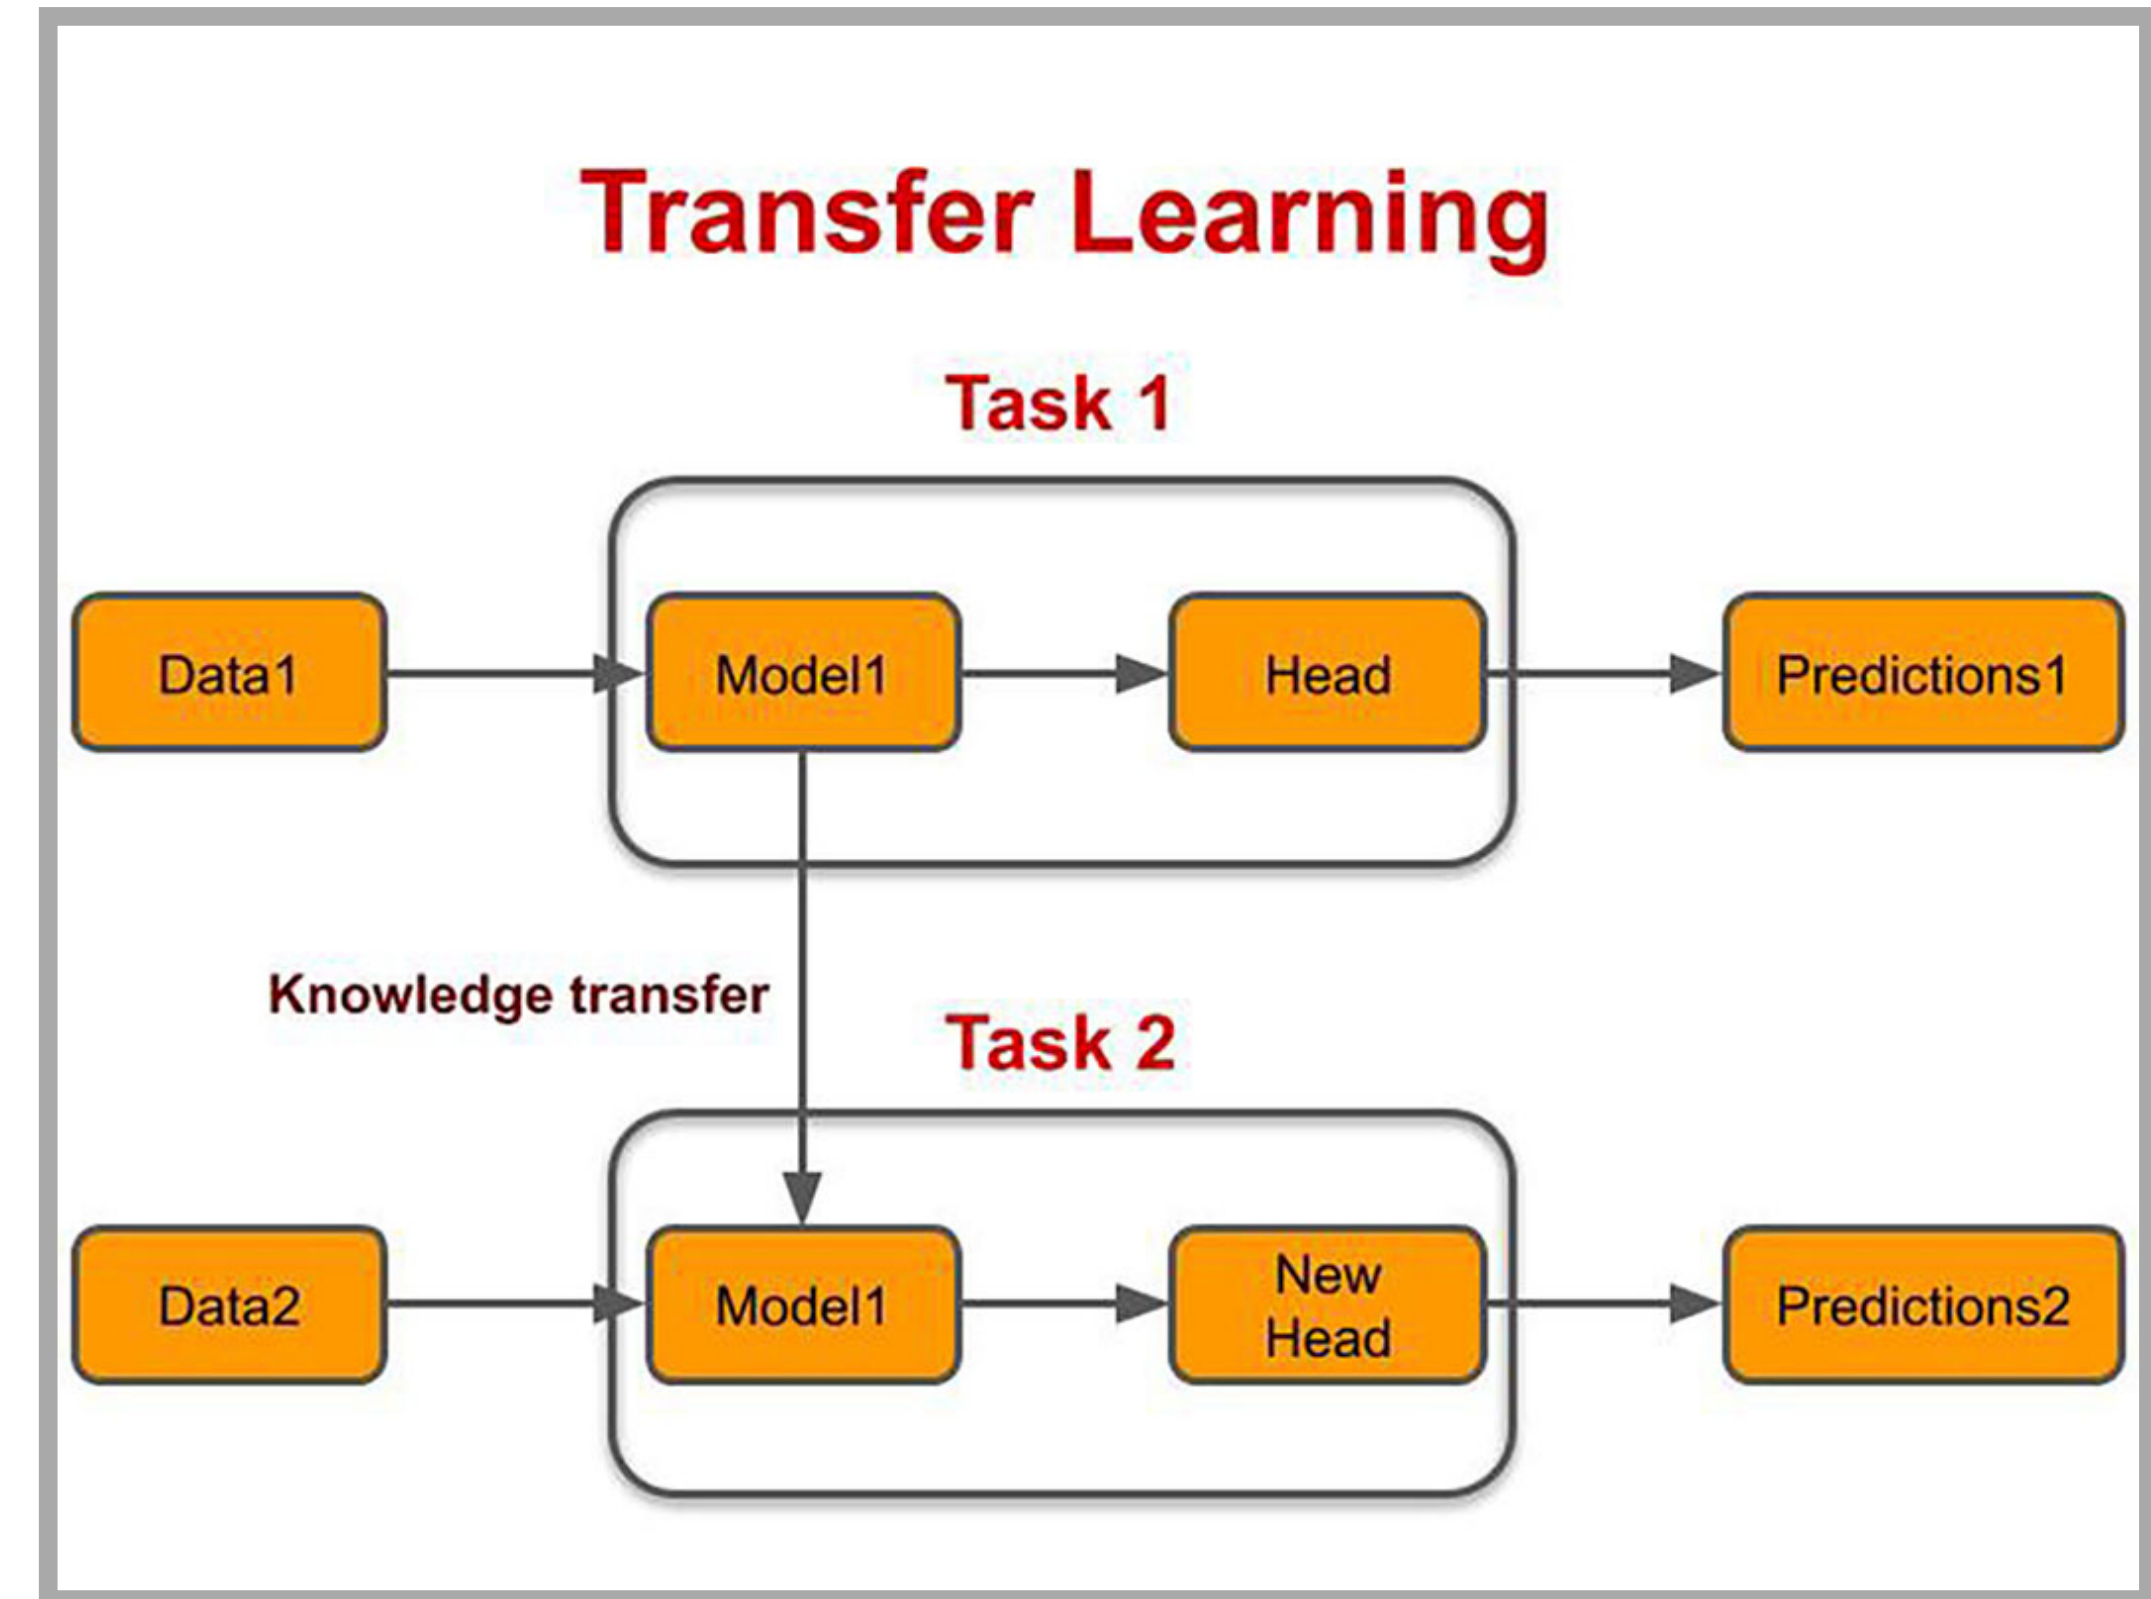 Transfer Learning
Task 1
Data1
Model1
Head
Predictions1
Knowledge transfer
Task 2
Data2
Model1
New
Head
Predictions2